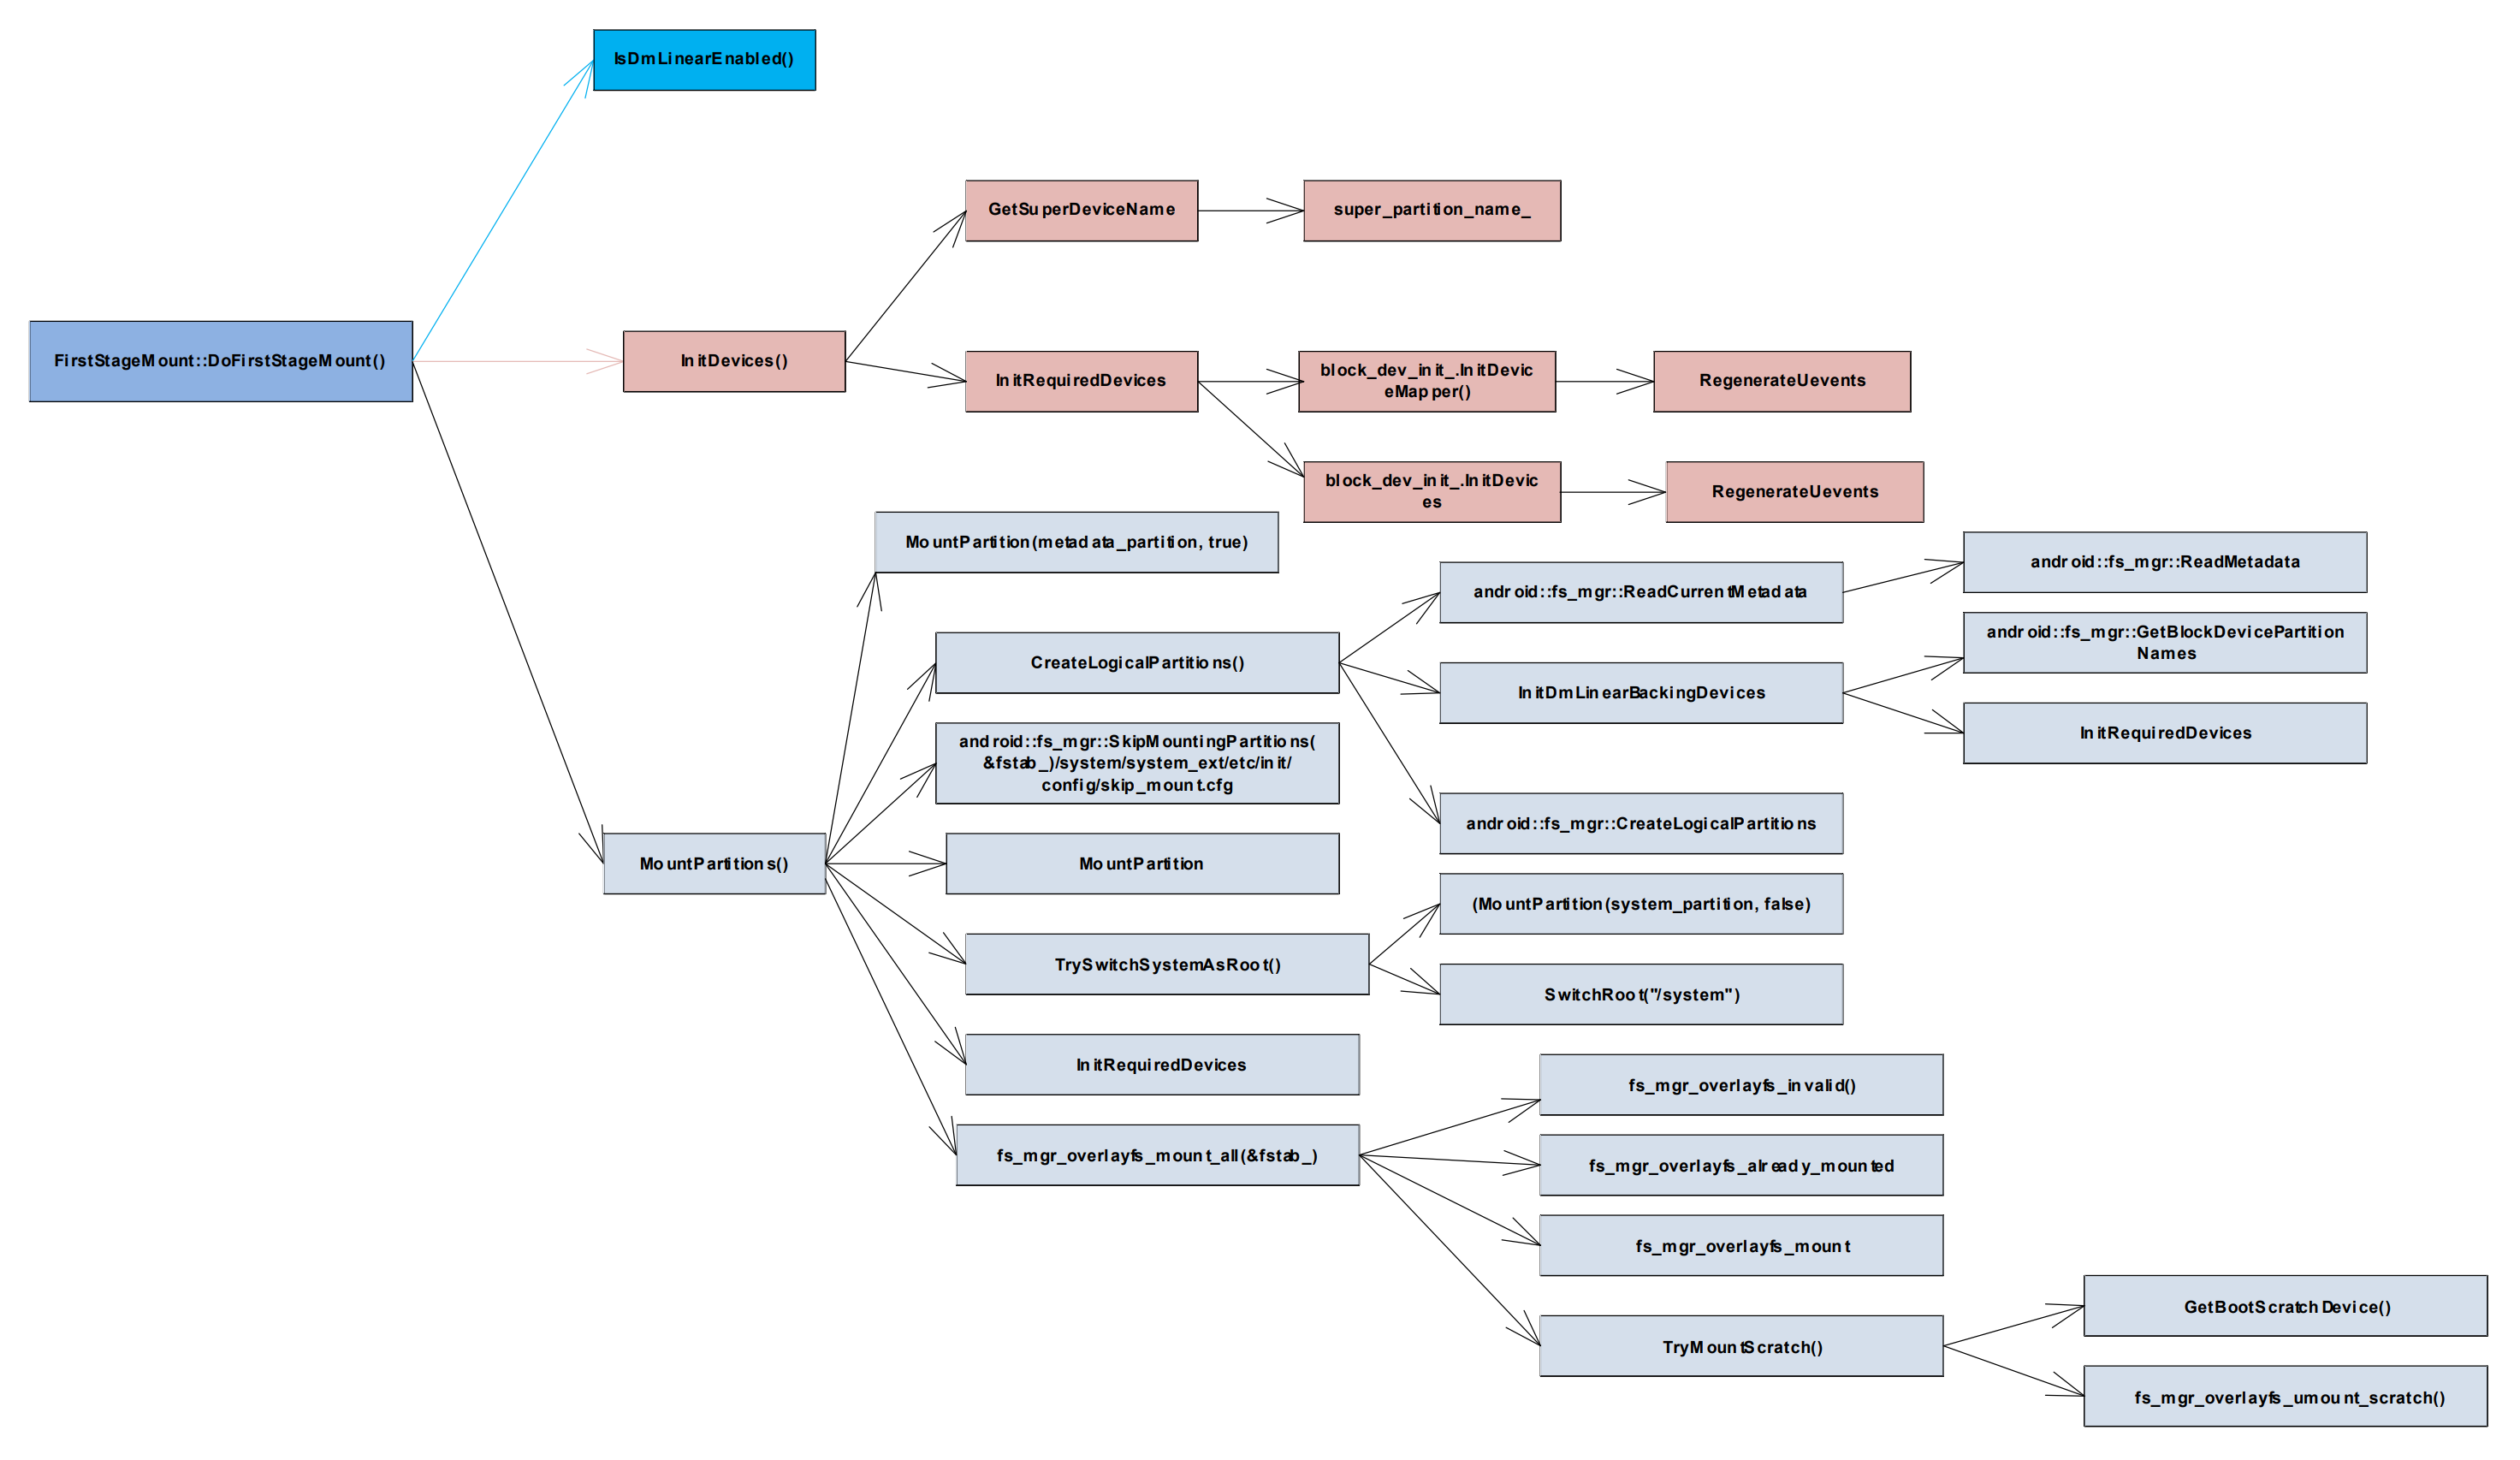 IsDmLinearEnabled()
GetSuperDeviceName
super_partition_name_
FirstStageMount::DoFirstStageMount()
InitDevices()
InitRequiredDevices
block_dev_init_.InitDevic
eMapper()
RegenerateUevents
block_dev_init_.InitDevic
es
RegenerateUevents
MountPartition(metadata_partition, true)
android::fs_mgr::ReadMetadata
android::fs_mgr::ReadCurrentMetadata
android::fs_mgr::GetBlockDevicePartition
Names
CreateLogicalPartitions()
InitDmLinearBackingDevices
InitRequiredDevices
android::fs_mgr::SkipMountingPartitions(
&fstab_)/system/system_ext/etc/init/
config/skip_mount.cfg
android::fs_mgr::CreateLogicalPartitions
MountPartitions()
MountPartition
(MountPartition(system_partition, false)
TrySwitchSystemAsRoot()
SwitchRoot("/system")
InitRequiredDevices
fs_mgr_overlayfs_invalid()
fs_mgr_overlayfs_mount_all(&fstab_)
fs_mgr_overlayfs_already_mounted
fs_mgr_overlayfs_mount
GetBootScratchDevice()
TryMountScratch()
fs_mgr_overlayfs_umount_scratch()